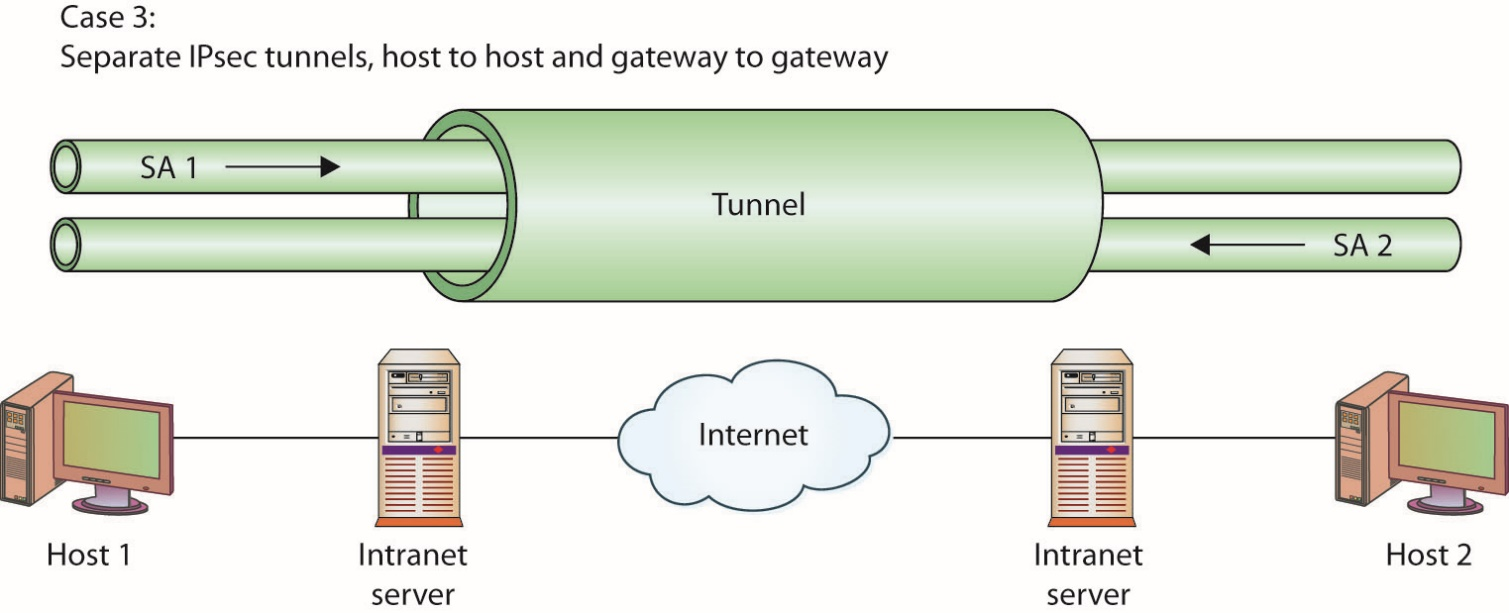 Case 3:
Separate IPsec tunnels, host to host and gateway to gateway
SA 1
Tunnel
SA 2
Internet
Host 1
Intranet
server
Intranet
server
Host 2